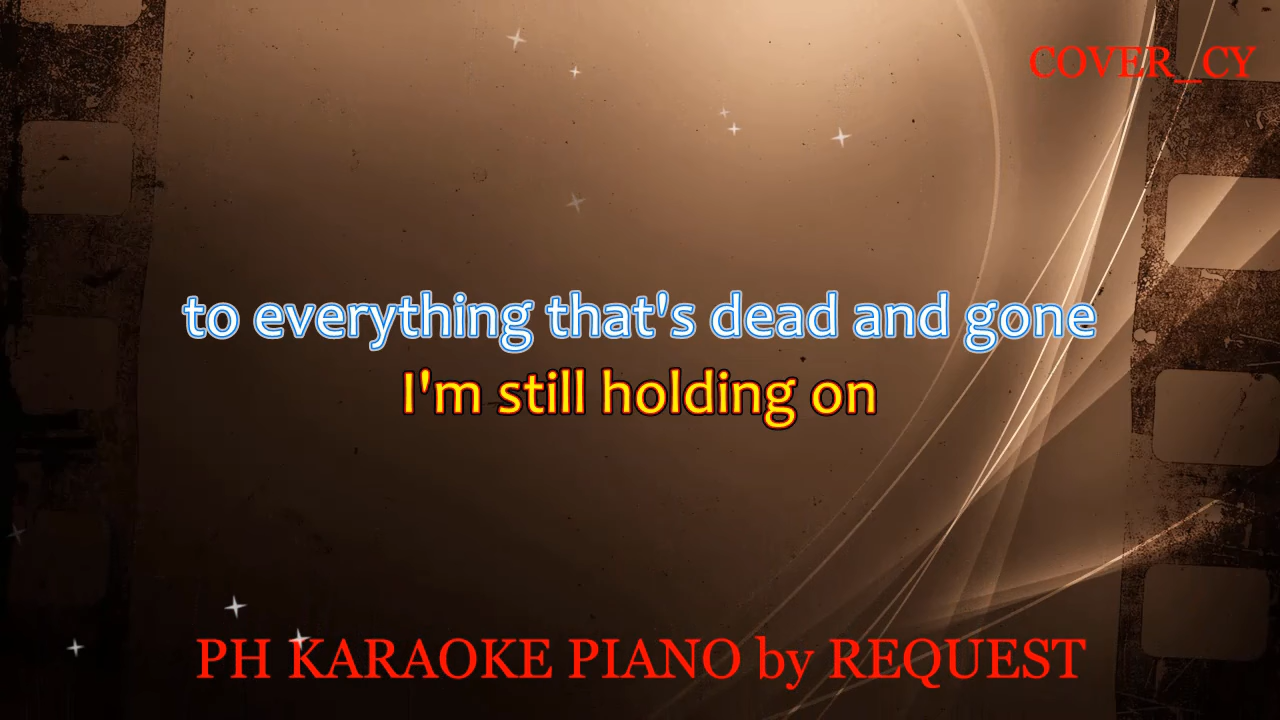 COVER_CY
to everything that's dead and gone
I'm still holding on
PH KARAOKE PIANO by REQUEST